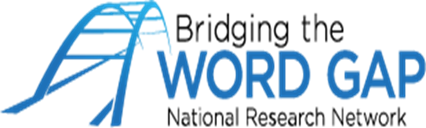 Bridging the
WORD GAP
National Research Network